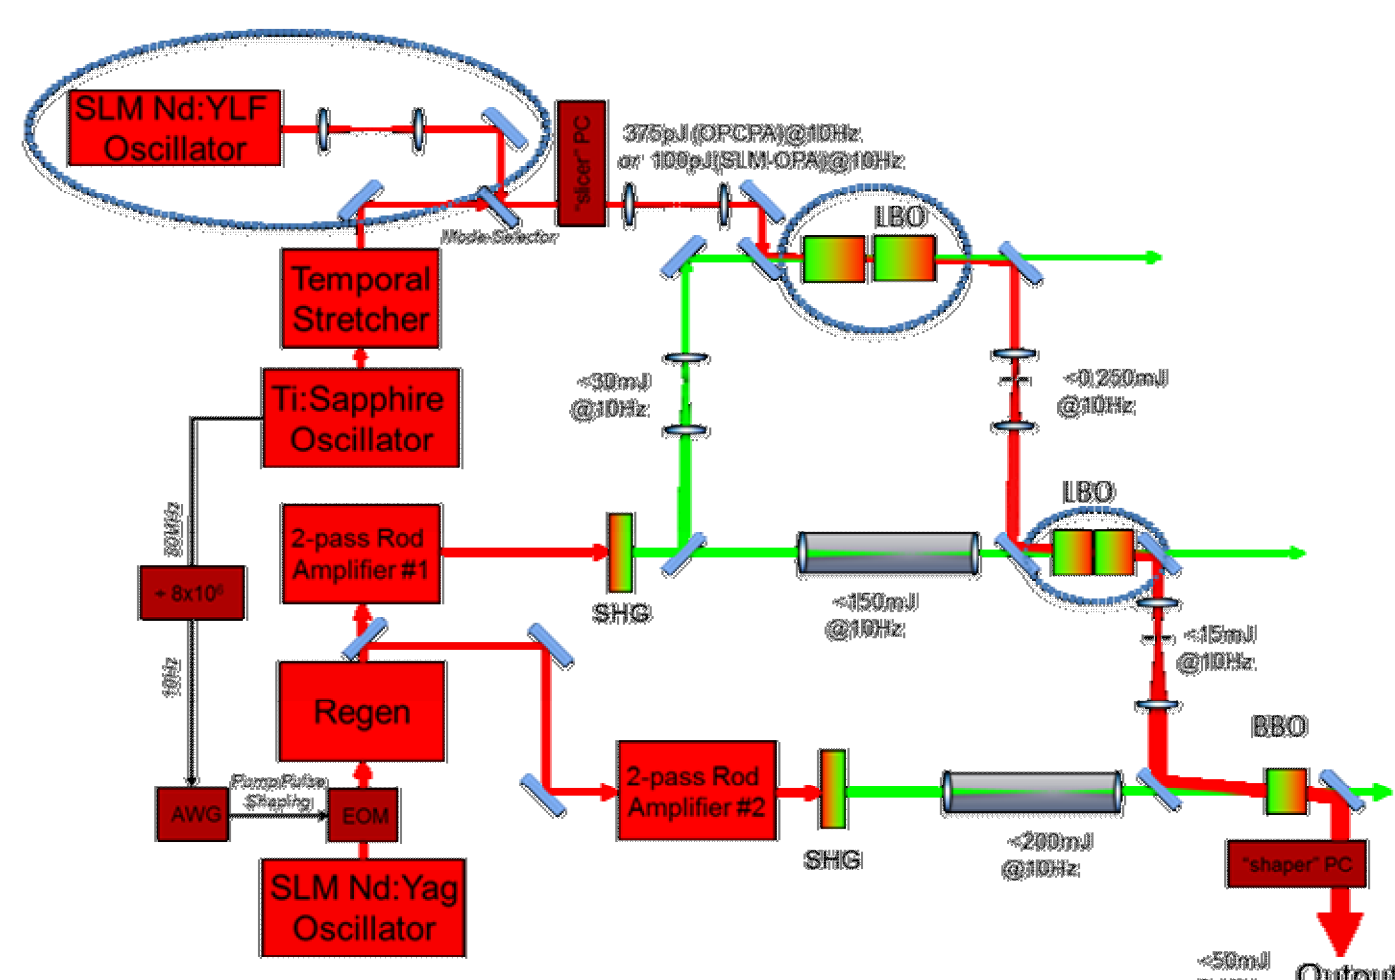 SLM Nd:YLF
Oscillator
"slicer" PC
375pJ (OPCPA)@10Hz
or 100pJ(SLM-OPA)@10Hz
Mode-Selector
LBO
Temporal
Stretcher
<30mJ
@10Hz
<0.250mJ
@10Hz
Ti:Sapphire
Oscillator
80MHz
LBO
2-pass Rod
Amplifier #1
÷ 8x10⁶
SHG
<150mJ
@10Hz
<15mJ
@10Hz
10Hz
Regen
BBO
2-pass Rod
Amplifier #2
Pump Pulse
Shaping
AWG
EOM
SHG
<200mJ
@10Hz
"shaper" PC
SLM Nd:Yag
Oscillator
<50mJ
Output